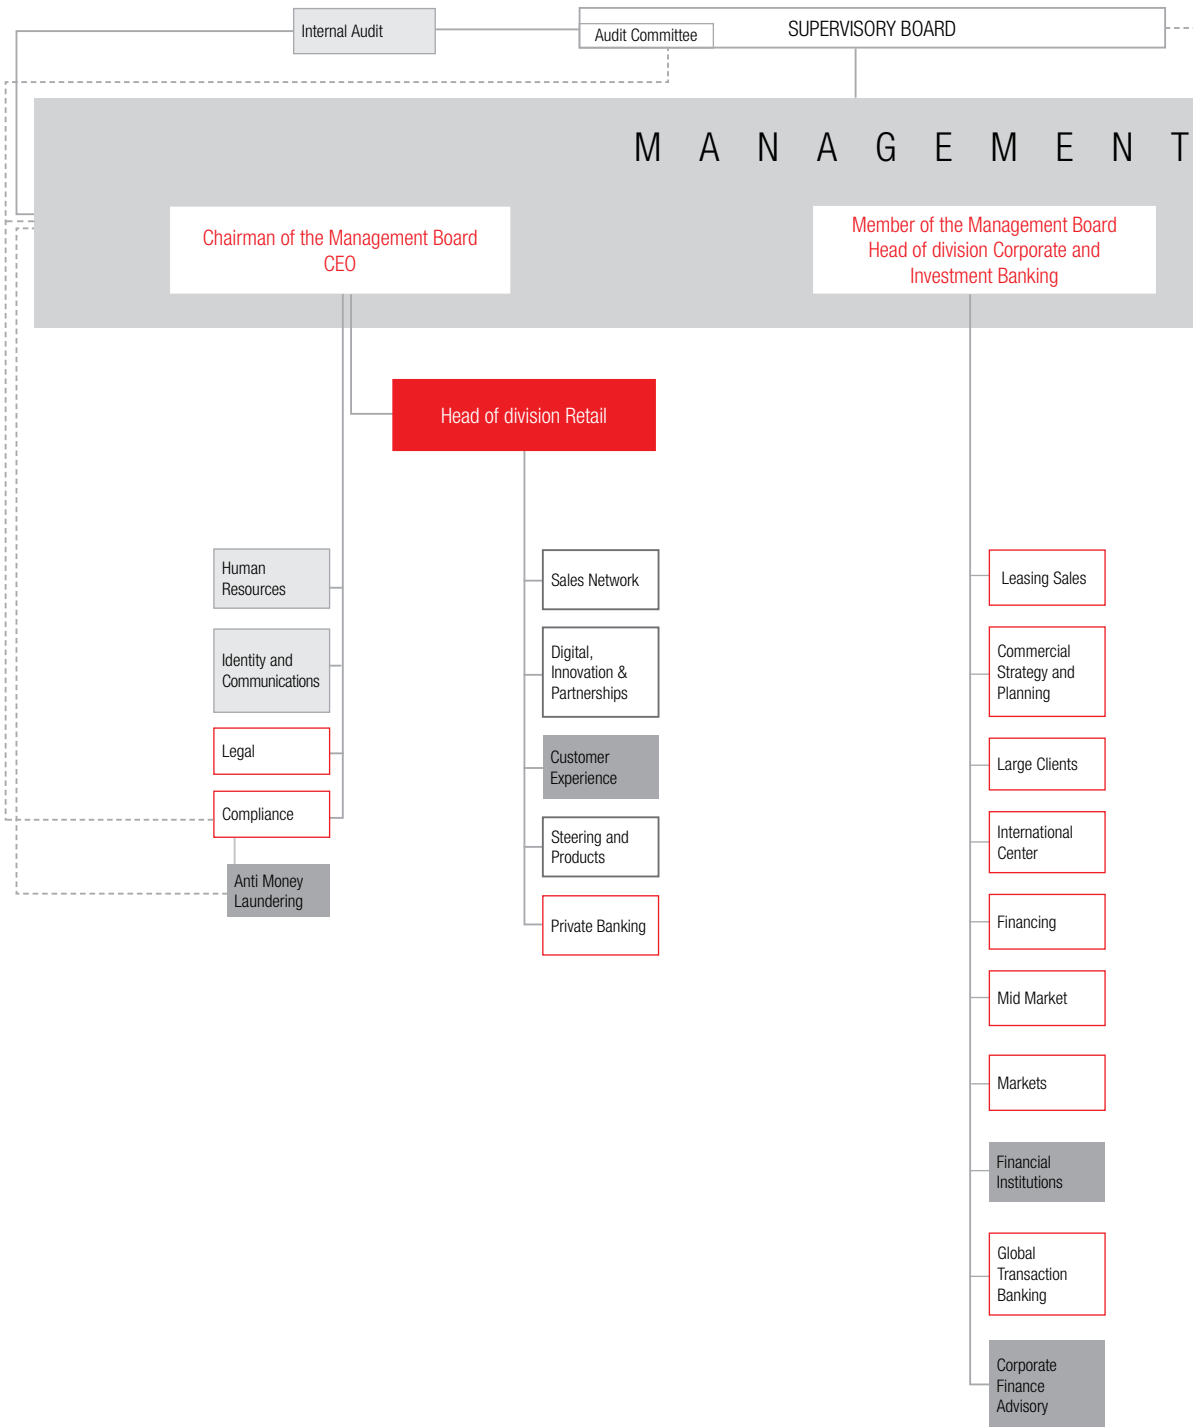 Internal Audit
SUPERVISORY BOARD
Audit Committee
M A N A G E M E N T
Chairman of the Management Board
CEO
Member of the Management Board
Head of division Corporate and
Investment Banking
Head of division Retail
Human
Resources
Identity and
Communications
Legal
Compliance
Anti Money
Laundering
Sales Network
Digital,
Innovation &
Partnerships
Customer
Experience
Steering and
Products
Private Banking
Leasing Sales
Commercial
Strategy and
Planning
Large Clients
International
Center
Financing
Mid Market
Markets
Financial
Institutions
Global
Transaction
Banking
Corporate
Finance
Advisory